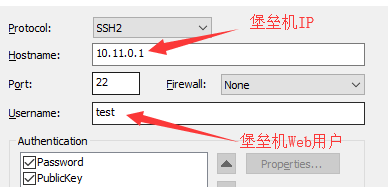 Protocol: SSH2 堡垒机IP
Hostname: 10.11.0.1
Port: 22 Firewall: None
Username: test
堡垒机Web用户
Authentication
Password
PublicKey
Properties...